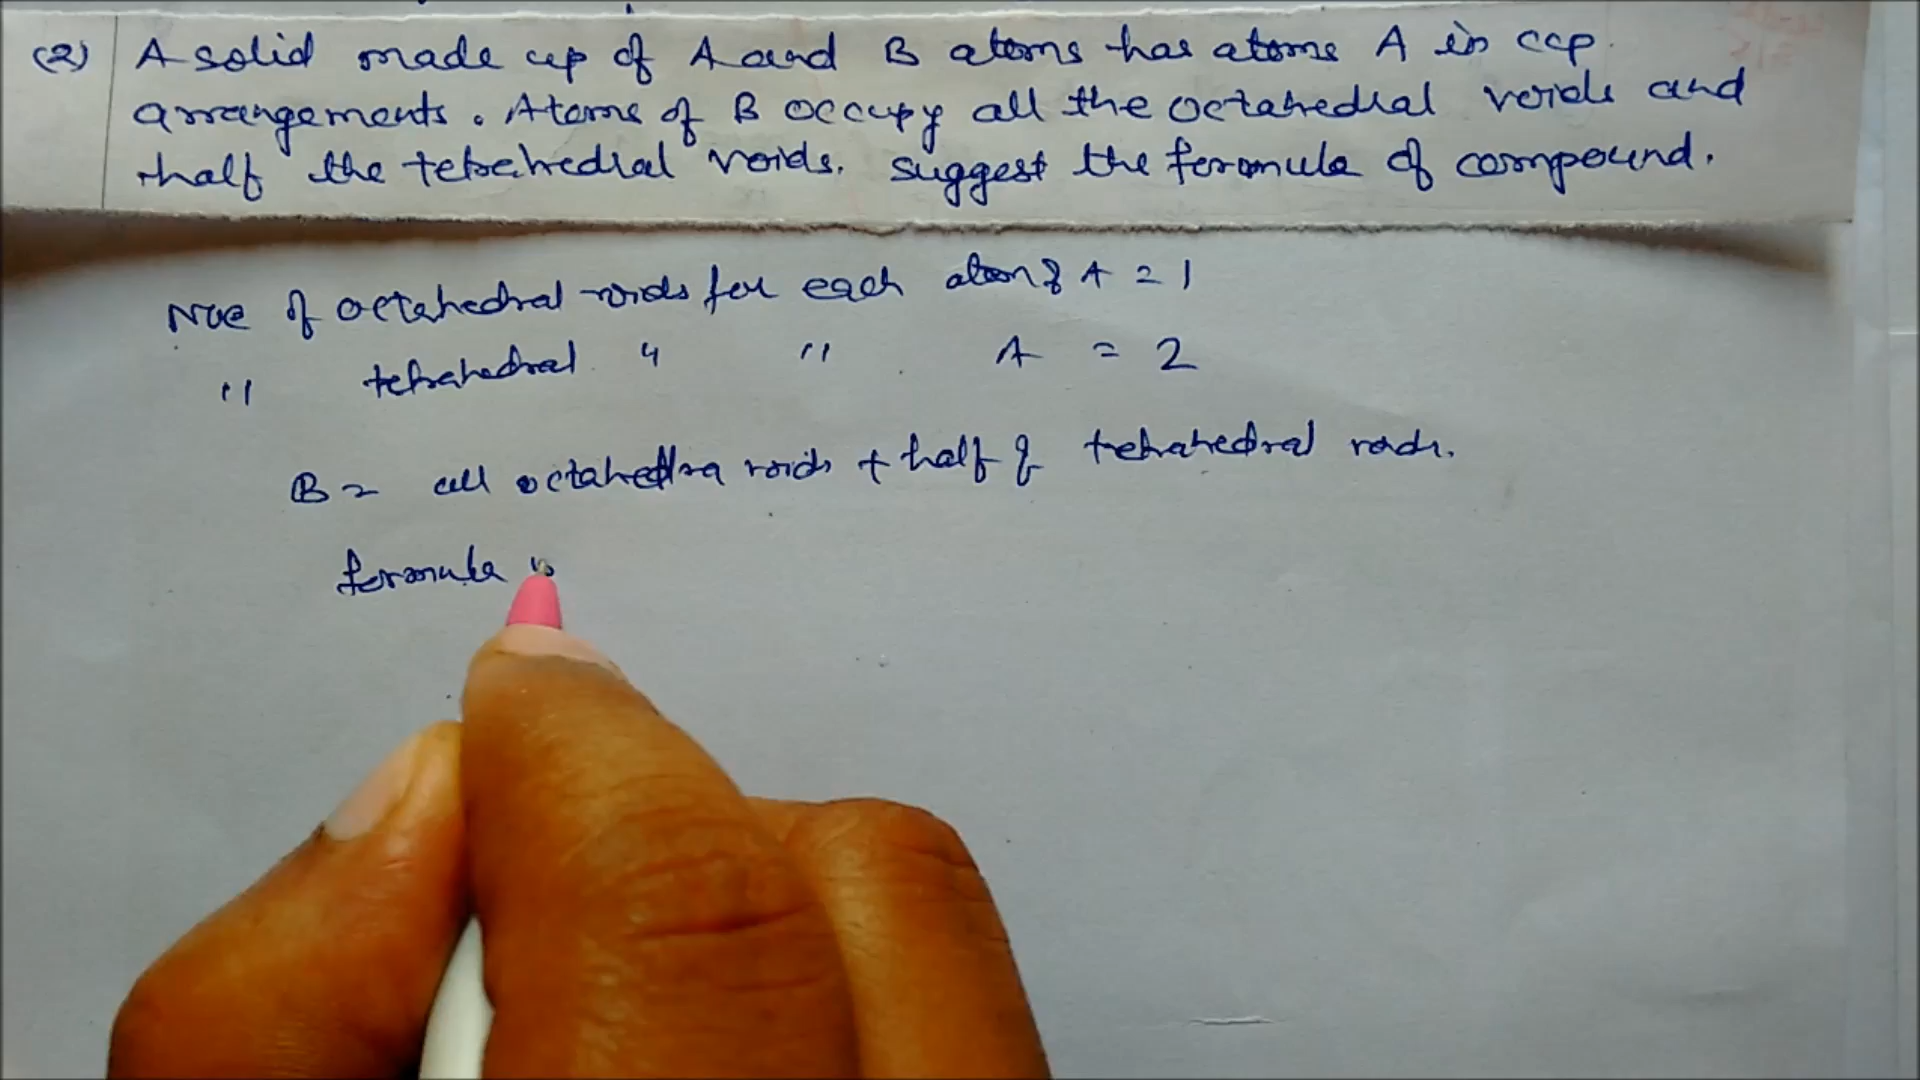 (2) A solid made up of A and B atoms has atoms A in ccp
arrangements. Atoms of B occupy all the octahedral voids and
half the tetrahedral voids. suggest the formula of compound.
of octahedral voids for each atom of A = 1
" tetrahedral " " A = 2
B = all octahedra voids + half of tetrahedral voids.
formula is